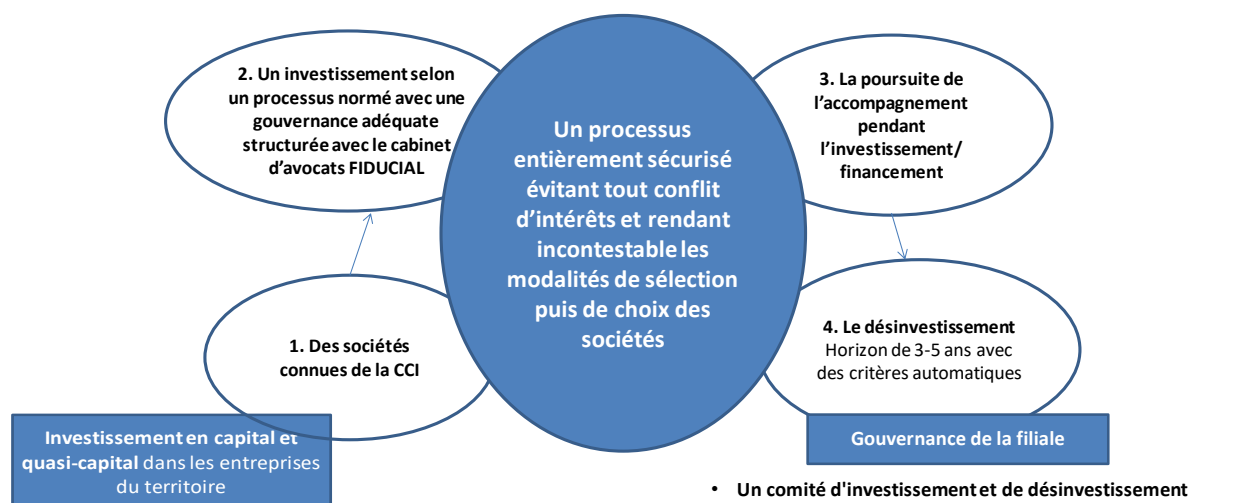 2. Un investissement selon
un processus normé avec une
gouvernance adéquate
structurée avec le cabinet
d’avocats FIDUCIAL
Un processus
entièrement sécurisé
évitant tout conflit
d’intérêts et rendant
incontestable les
modalités de sélection
puis de choix des
sociétés
3. La poursuite de
l’accompagnement
pendant
l’investissement/
financement
1. Des sociétés
connues de la CCI
4. Le désinvestissement
Horizon de 3-5 ans avec
des critères automatiques
Investissement en capital et
quasi-capital dans les entreprises
du territoire
Gouvernance de la filiale
• Un comité d'investissement et de désinvestissement